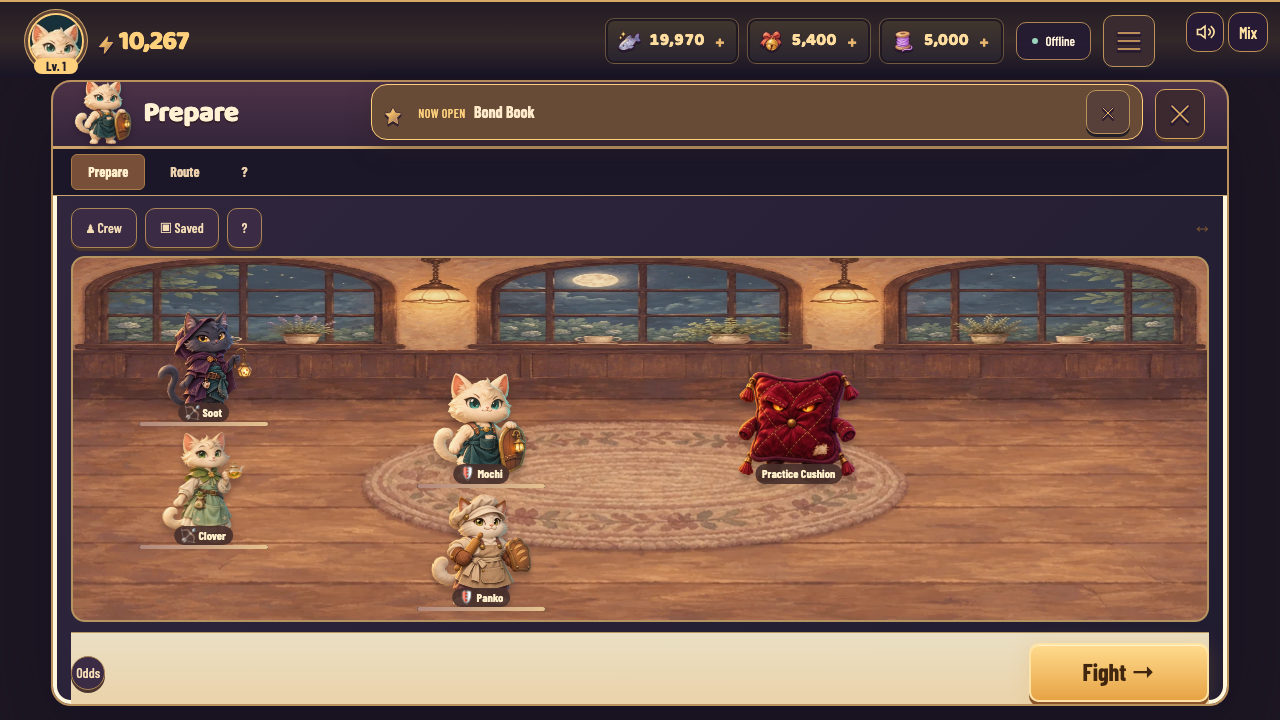 10,267
Lv. 1
19,970 +
5,400 +
5,000 +
Offline
Mix
Prepare
NOW OPEN Bond Book
Prepare
Route
?
Crew
Saved
?
Soot
Clover
Mochi
Panko
Practice Cushion
Odds
Fight →